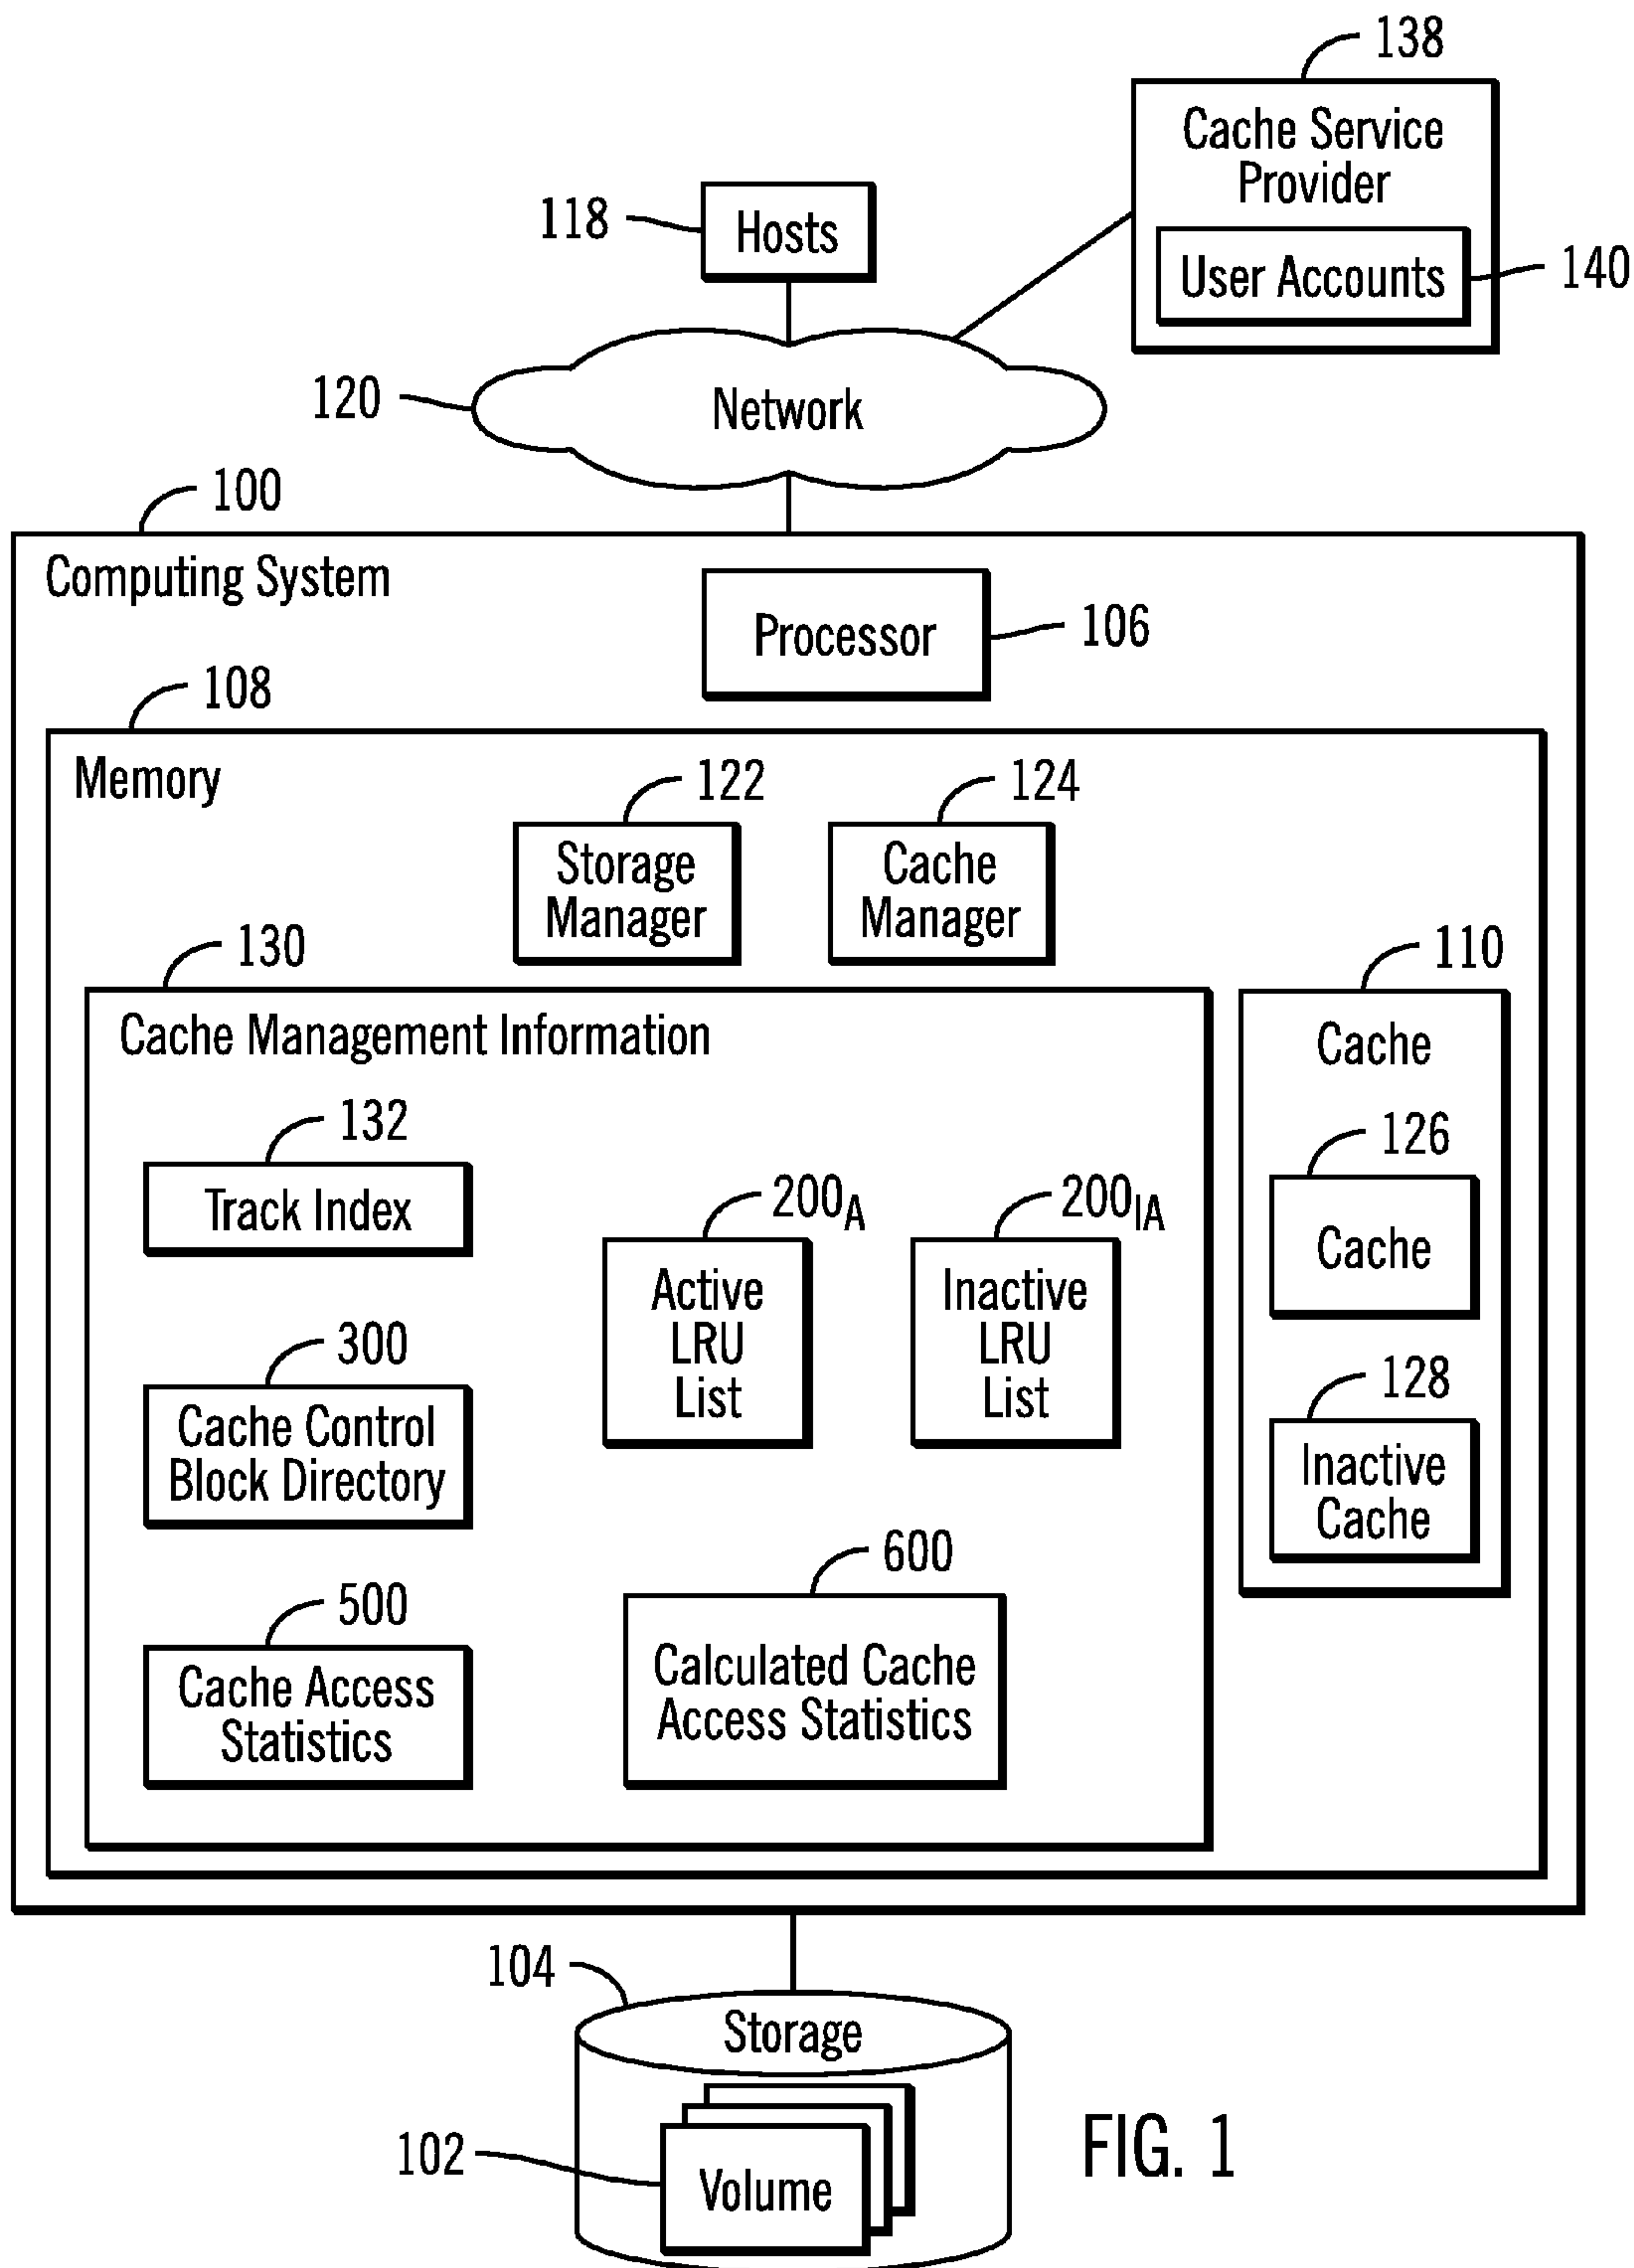 138
Cache Service
Provider
118
Hosts
User Accounts
140
120
Network
100
Computing System
Processor
106
108
Memory
122
124
Storage
Manager
Cache
Manager
130
110
Cache Management Information
Cache
132
126
Track Index
200A
200IA
Cache
Active
LRU
List
Inactive
LRU
List
300
128
Cache Control
Block Directory
Inactive
Cache
600
500
Cache Access
Statistics
Calculated Cache
Access Statistics
104
Storage
102
Volume
FIG. 1